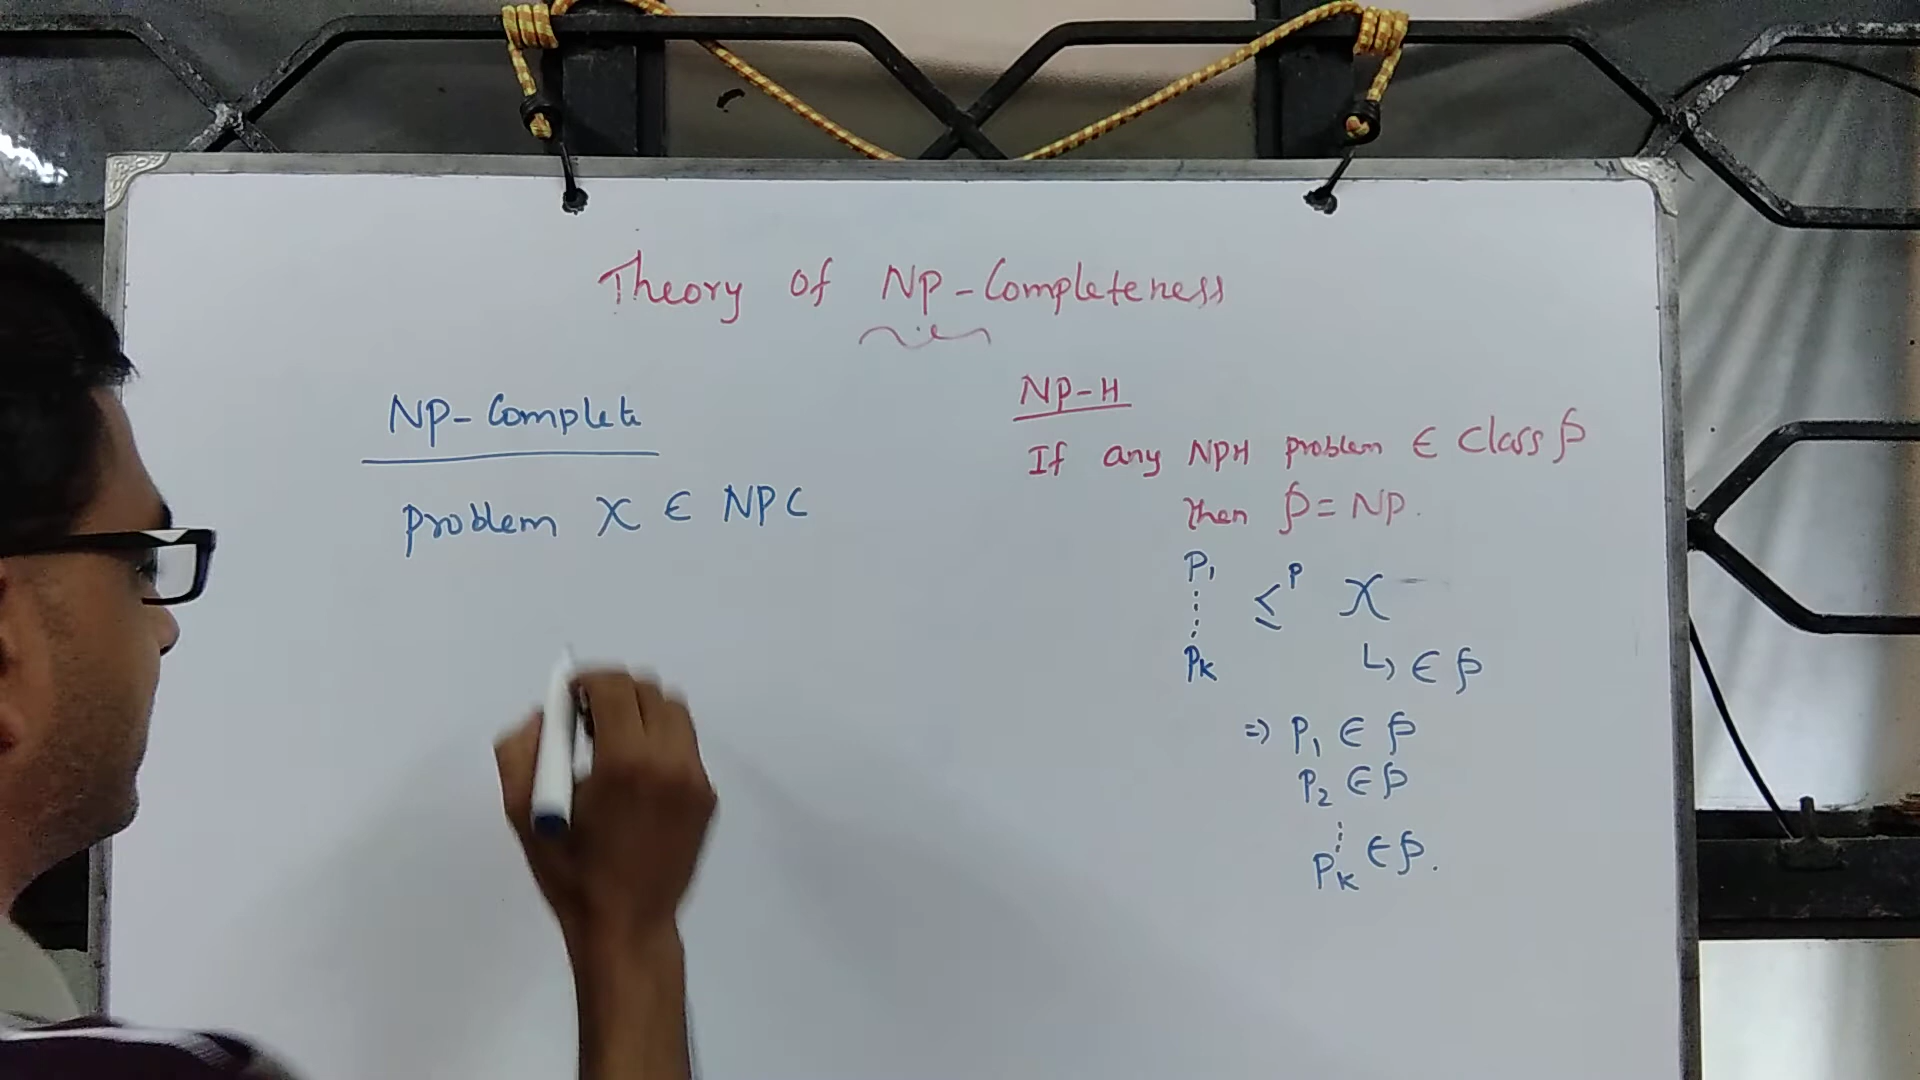 Theory of NP-Completeness
NP-Complete
problem X ∈ NPC
NP-H
If any NPH problem ∈ Class P
then P = NP.
P1
⋮
Pk
≤ᵖ X
↳ ∈ P
⇒ P1 ∈ P
P2 ∈ P
⋮
Pk ∈ P.